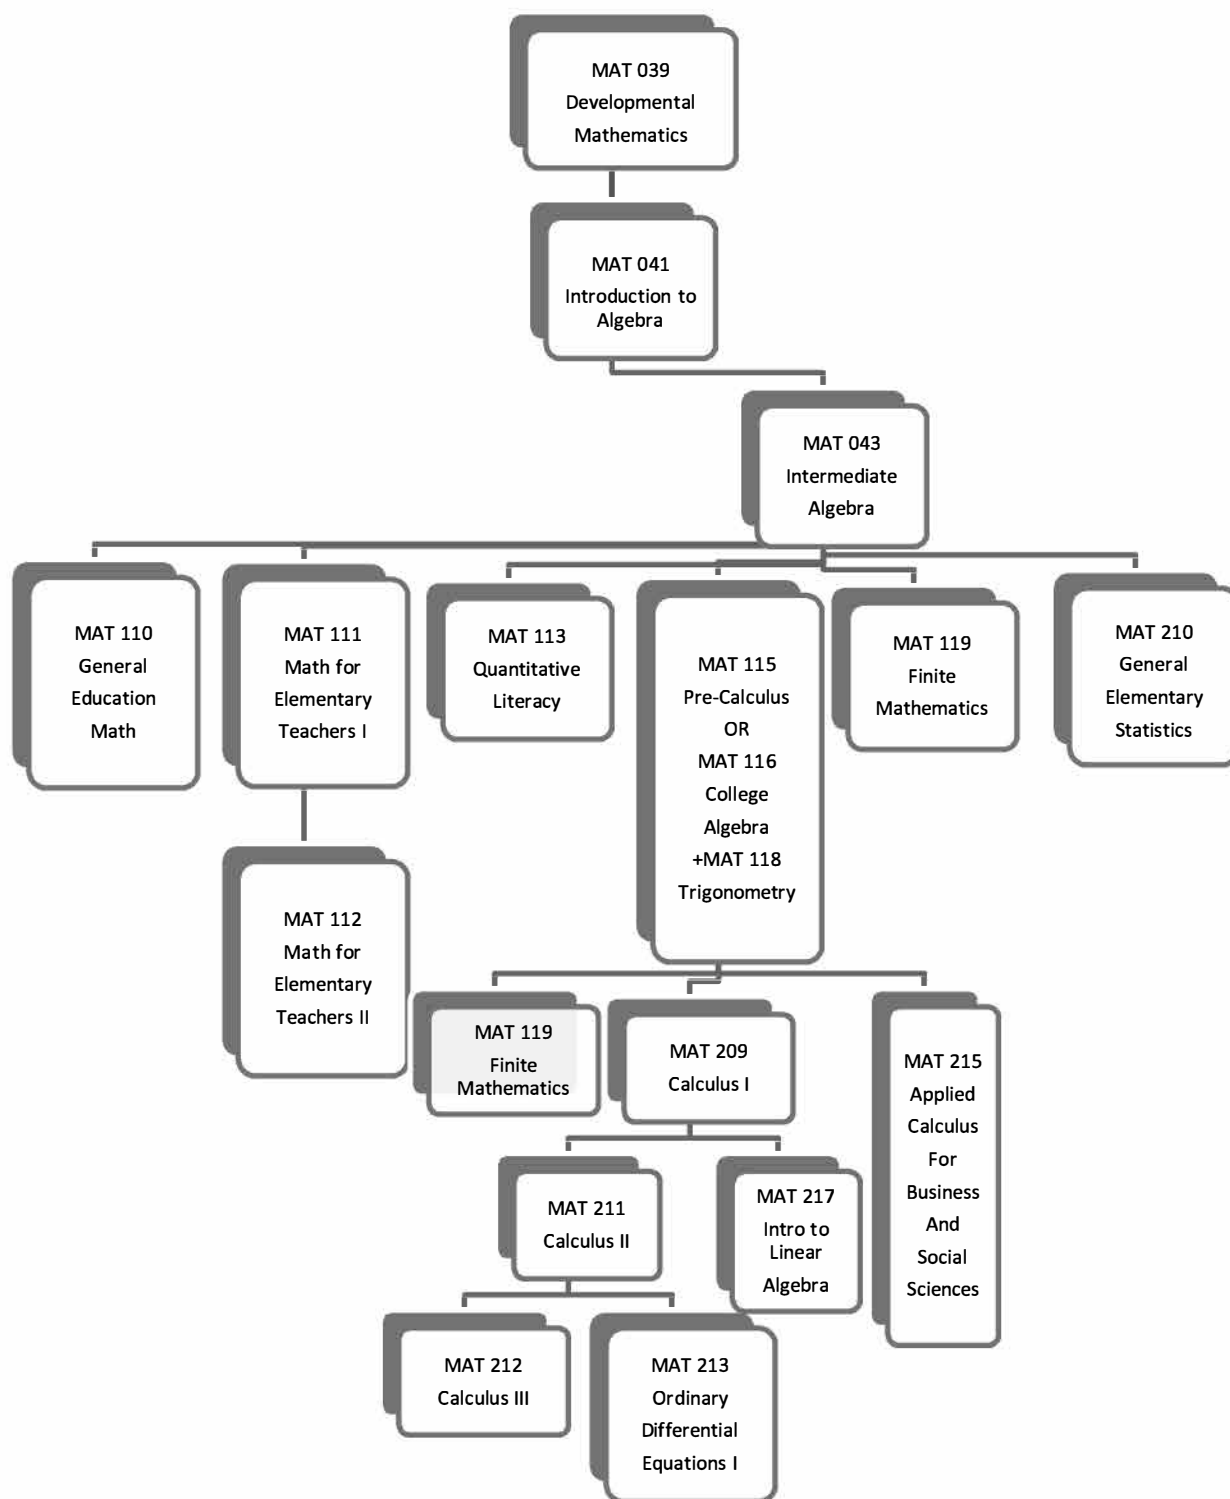 MAT 039
Developmental
Mathematics
MAT 041
Introduction to
Algebra
MAT 043
Intermediate
Algebra
MAT 110
General
Education
Math
MAT 111
Math for
Elementary
Teachers I
MAT 113
Quantitative
Literacy
MAT 115
Pre-Calculus
OR
MAT 116
College
Algebra
+MAT 118
Trigonometry
MAT 119
Finite
Mathematics
MAT 210
General
Elementary
Statistics
MAT 112
Math for
Elementary
Teachers II
MAT 119
Finite
Mathematics
MAT 209
Calculus I
MAT 215
Applied
Calculus
For
Business
And
Social
Sciences
MAT 211
Calculus II
MAT 217
Intro to
Linear
Algebra
MAT 212
Calculus III
MAT 213
Ordinary
Differential
Equations I